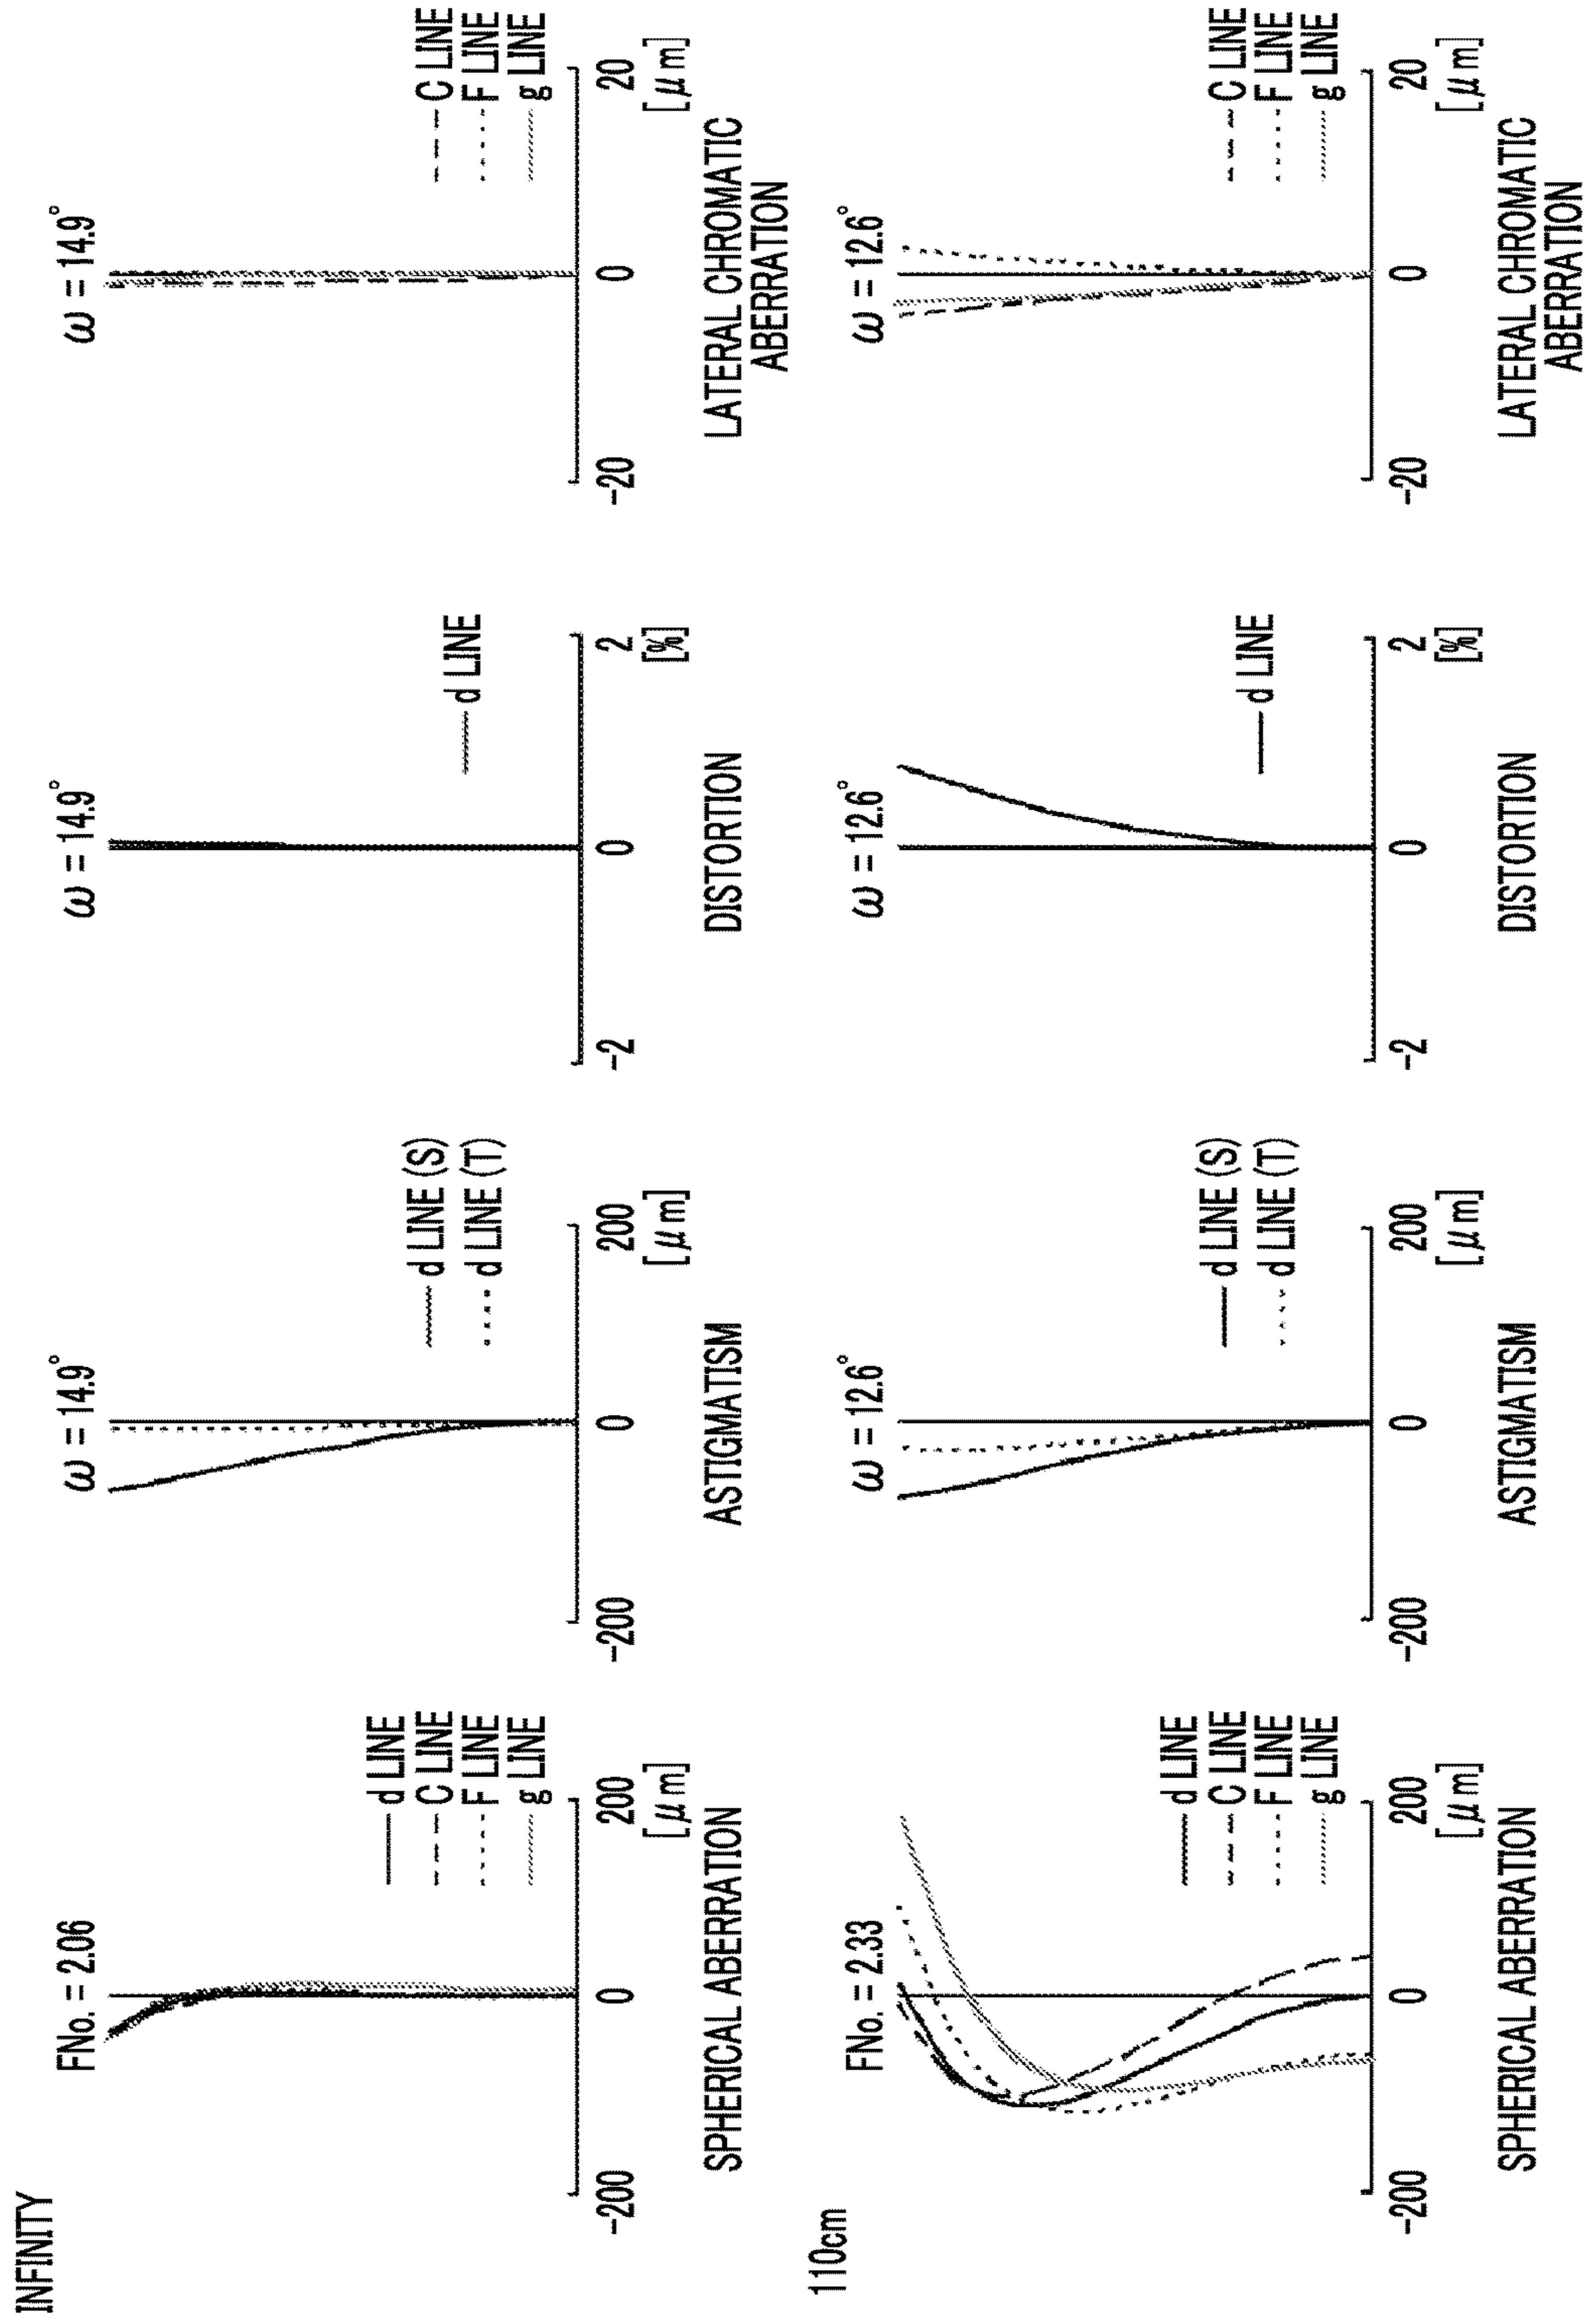 INFINITY
FNo. = 2.06
d LINE
C LINE
F LINE
g LINE
-200
0
200
[μm]
SPHERICAL ABERRATION
ω = 14.9°
d LINE (S)
d LINE (T)
-200
0
200
[μm]
ASTIGMATISM
ω = 14.9°
d LINE
-2
0
2
[%]
DISTORTION
ω = 14.9°
C LINE
F LINE
g LINE
-20
0
20
[μm]
LATERAL CHROMATIC
ABERRATION
110cm
FNo. = 2.33
d LINE
C LINE
F LINE
g LINE
-200
0
200
[μm]
SPHERICAL ABERRATION
ω = 12.6°
d LINE (S)
d LINE (T)
-200
0
200
[μm]
ASTIGMATISM
ω = 12.6°
d LINE
-2
0
2
[%]
DISTORTION
ω = 12.6°
C LINE
F LINE
g LINE
-20
0
20
[μm]
LATERAL CHROMATIC
ABERRATION